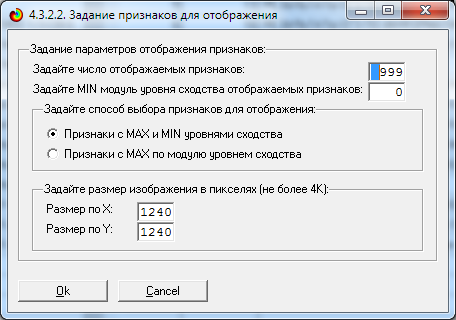 4.3.2.2. Задание признаков для отображения
Задание параметров отображения признаков:
Задайте число отображаемых признаков: 999
Задайте MIN модуль уровня сходства отображаемых признаков: 0
Задайте способ выбора признаков для отображения:
Признаки с MAX и MIN уровнями сходства
Признаки с MAX по модулю уровнем сходства
Задайте размер изображения в пикселях (не более 4K):
Размер по X: 1240
Размер по Y: 1240
Ok Cancel